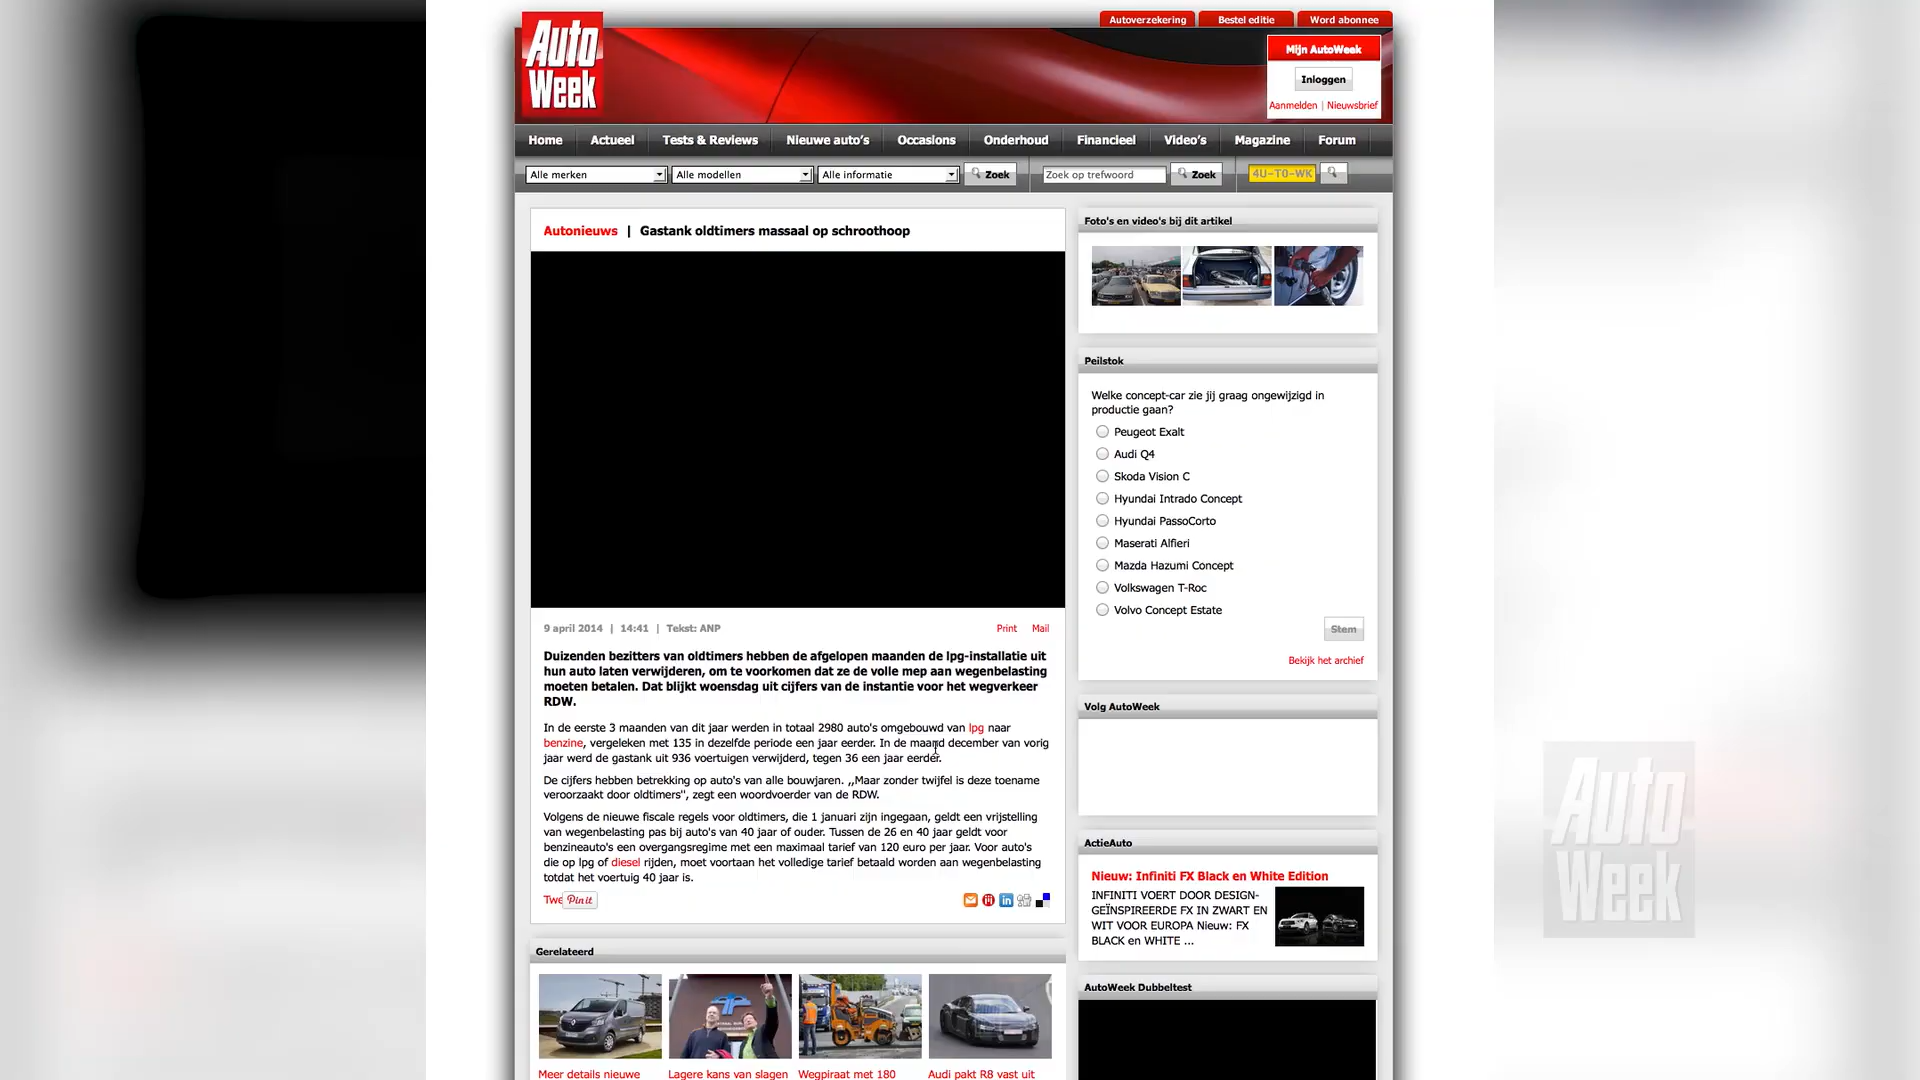 Autoverzekering
Bestel editie
Word abonnee
Auto
Week
Mijn AutoWeek
Inloggen
Aanmelden | Nieuwsbrief
Home
Actueel
Tests & Reviews
Nieuwe auto's
Occasions
Onderhoud
Financieel
Video's
Magazine
Forum
Alle merken
Alle modellen
Alle informatie
Zoek
Zoek op trefwoord
Zoek
4U-TO-WK
Autonieuws | Gastank oldtimers massaal op schroothoop
9 april 2014 | 14:41 | Tekst: ANP
Print
Mail
Duizenden bezitters van oldtimers hebben de afgelopen maanden de lpg-installatie uit
hun auto laten verwijderen, om te voorkomen dat ze de volle mep aan wegenbelasting
moeten betalen. Dat blijkt woensdag uit cijfers van de instantie voor het wegverkeer
RDW.
In de eerste 3 maanden van dit jaar werden in totaal 2980 auto's omgebouwd van lpg naar
benzine, vergeleken met 135 in dezelfde periode een jaar eerder. In de maand december van vorig
jaar werd de gastank uit 936 voertuigen verwijderd, tegen 36 een jaar eerder.
De cijfers hebben betrekking op auto's van alle bouwjaren. ,,Maar zonder twijfel is deze toename
veroorzaakt door oldtimers'', zegt een woordvoerder van de RDW.
Volgens de nieuwe fiscale regels voor oldtimers, die 1 januari zijn ingegaan, geldt een vrijstelling
van wegenbelasting pas bij auto's van 40 jaar of ouder. Tussen de 26 en 40 jaar geldt voor
benzineauto's een overgangsregime met een maximaal tarief van 120 euro per jaar. Voor auto's
die op lpg of diesel rijden, moet voortaan het volledige tarief betaald worden aan wegenbelasting
totdat het voertuig 40 jaar is.
Twe
Pin it
in
Gerelateerd
Meer details nieuwe
Lagere kans van slagen
Wegpiraat met 180
Audi pakt R8 vast uit
Foto's en video's bij dit artikel
Peilstok
Welke concept-car zie jij graag ongewijzigd in
productie gaan?
Peugeot Exalt
Audi Q4
Skoda Vision C
Hyundai Intrado Concept
Hyundai PassoCorto
Maserati Alfieri
Mazda Hazumi Concept
Volkswagen T-Roc
Volvo Concept Estate
Stem
Bekijk het archief
Volg AutoWeek
ActieAuto
Nieuw: Infiniti FX Black en White Edition
INFINITI VOERT DOOR DESIGN-
GEÏNSPIREERDE FX IN ZWART EN
WIT VOOR EUROPA Nieuw: FX
BLACK en WHITE ...
AutoWeek Dubbeltest
Auto
Week